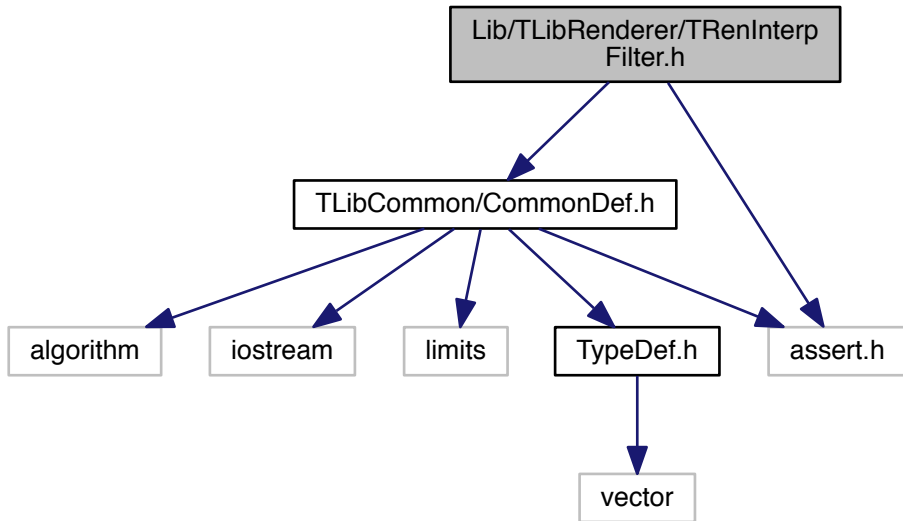 Lib/TLibRenderer/TRenInterp
Filter.h
TLibCommon/CommonDef.h
algorithm
iostream
limits
TypeDef.h
assert.h
vector